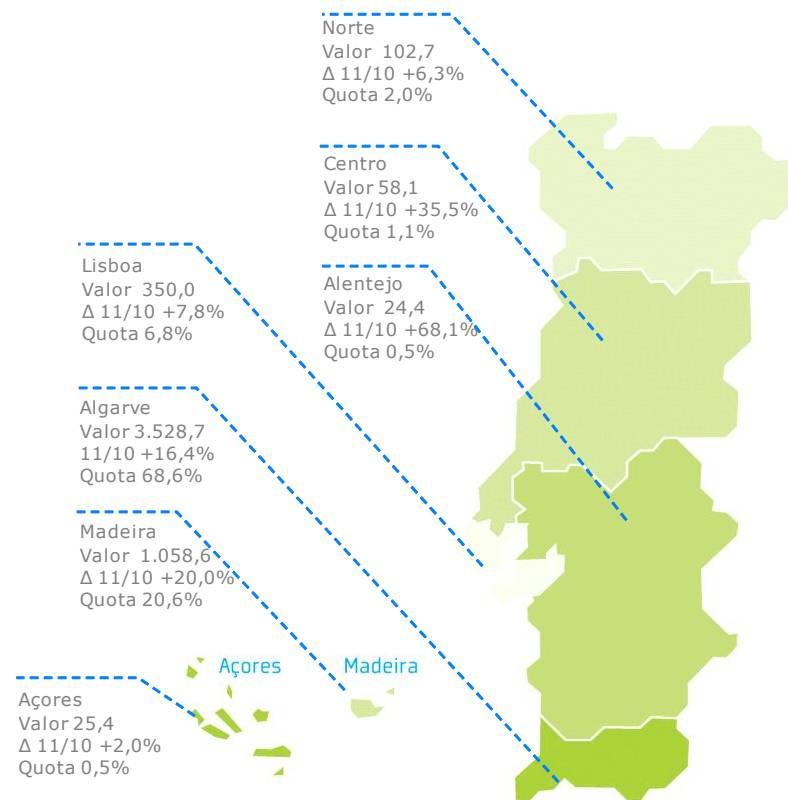 Norte
Valor 102,7
Δ 11/10 +6,3%
Quota 2,0%
Centro
Valor 58,1
Δ 11/10 +35,5%
Quota 1,1%
Lisboa
Valor 350,0
Δ 11/10 +7,8%
Quota 6,8%
Alentejo
Valor 24,4
Δ 11/10 +68,1%
Quota 0,5%
Algarve
Valor 3.528,7
11/10 +16,4%
Quota 68,6%
Madeira
Valor 1.058,6
Δ 11/10 +20,0%
Quota 20,6%
Açores
Madeira
Açores
Valor 25,4
Δ 11/10 +2,0%
Quota 0,5%